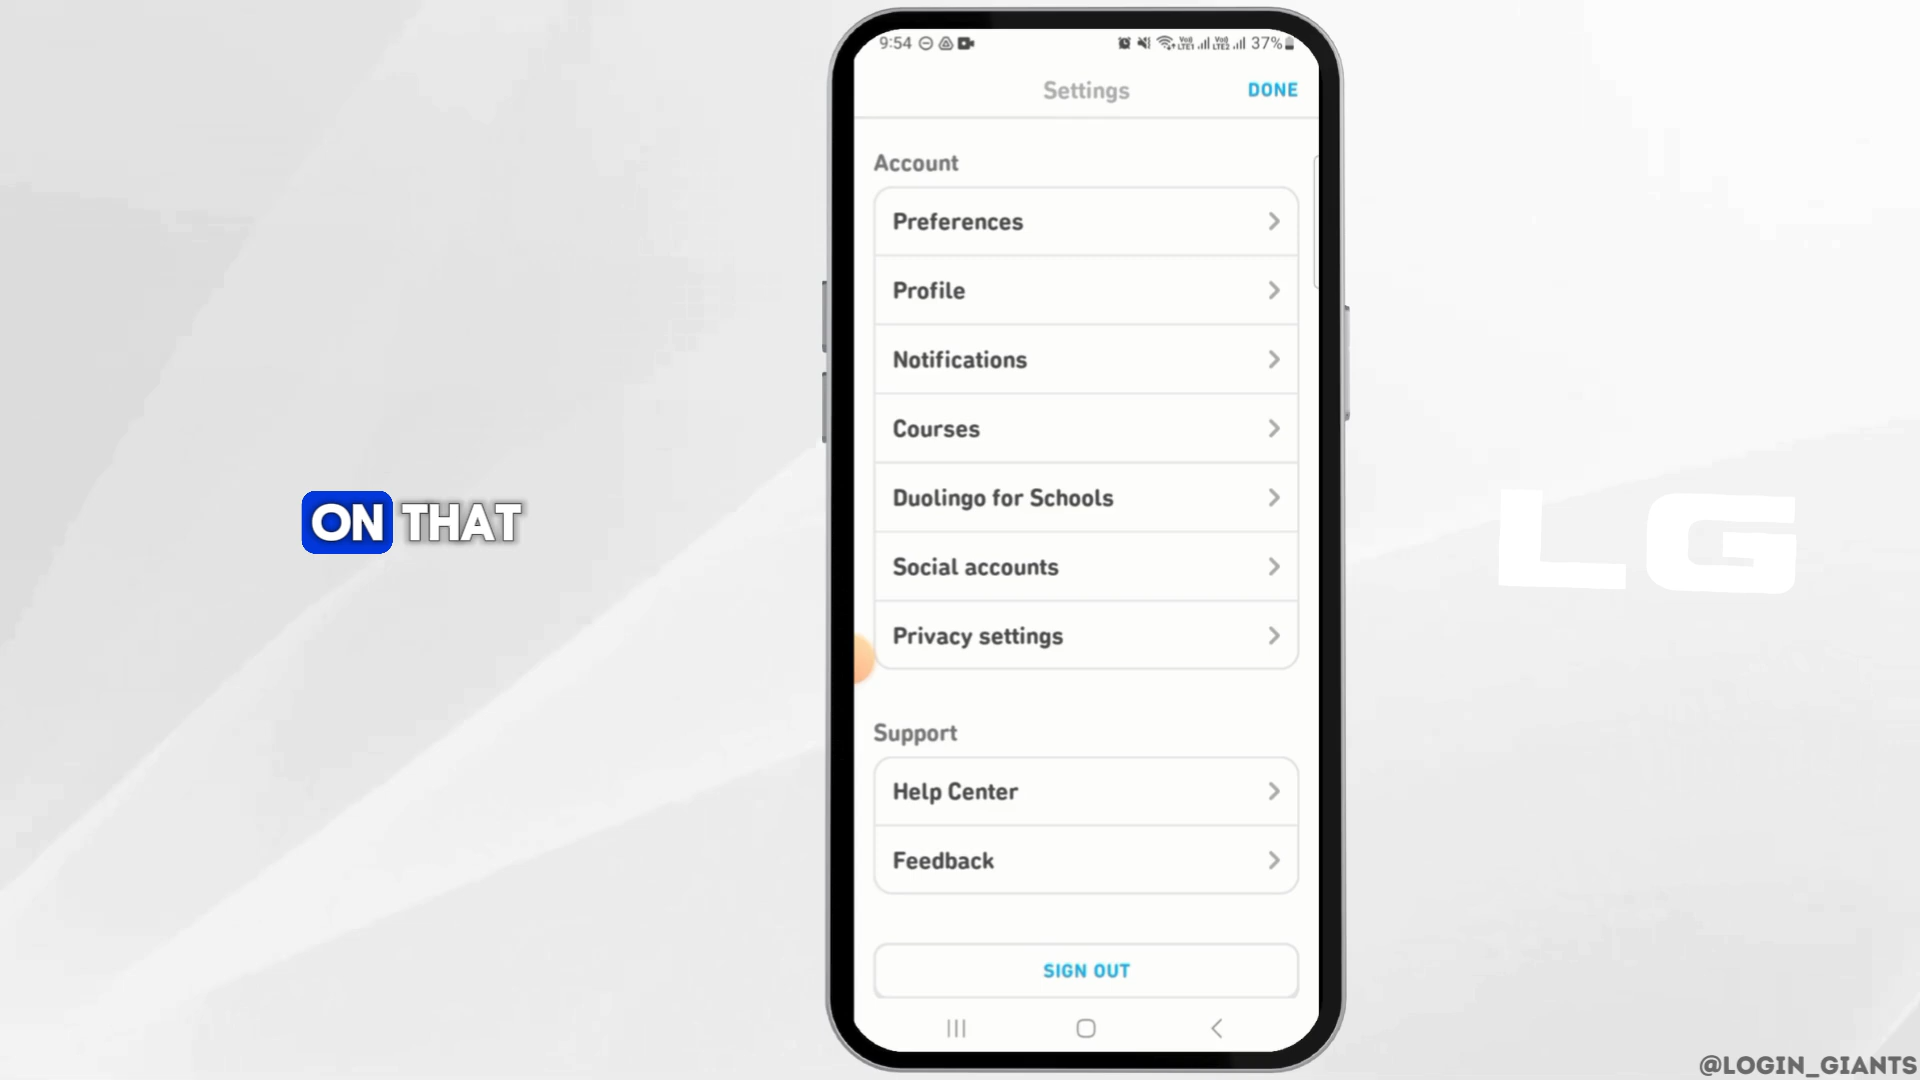 9:54
37%
Settings
DONE
Account
Preferences
Profile
Notifications
Courses
Duolingo for Schools
Social accounts
Privacy settings
Support
Help Center
Feedback
SIGN OUT
ON THAT
LG
@LOGIN_GIANTS